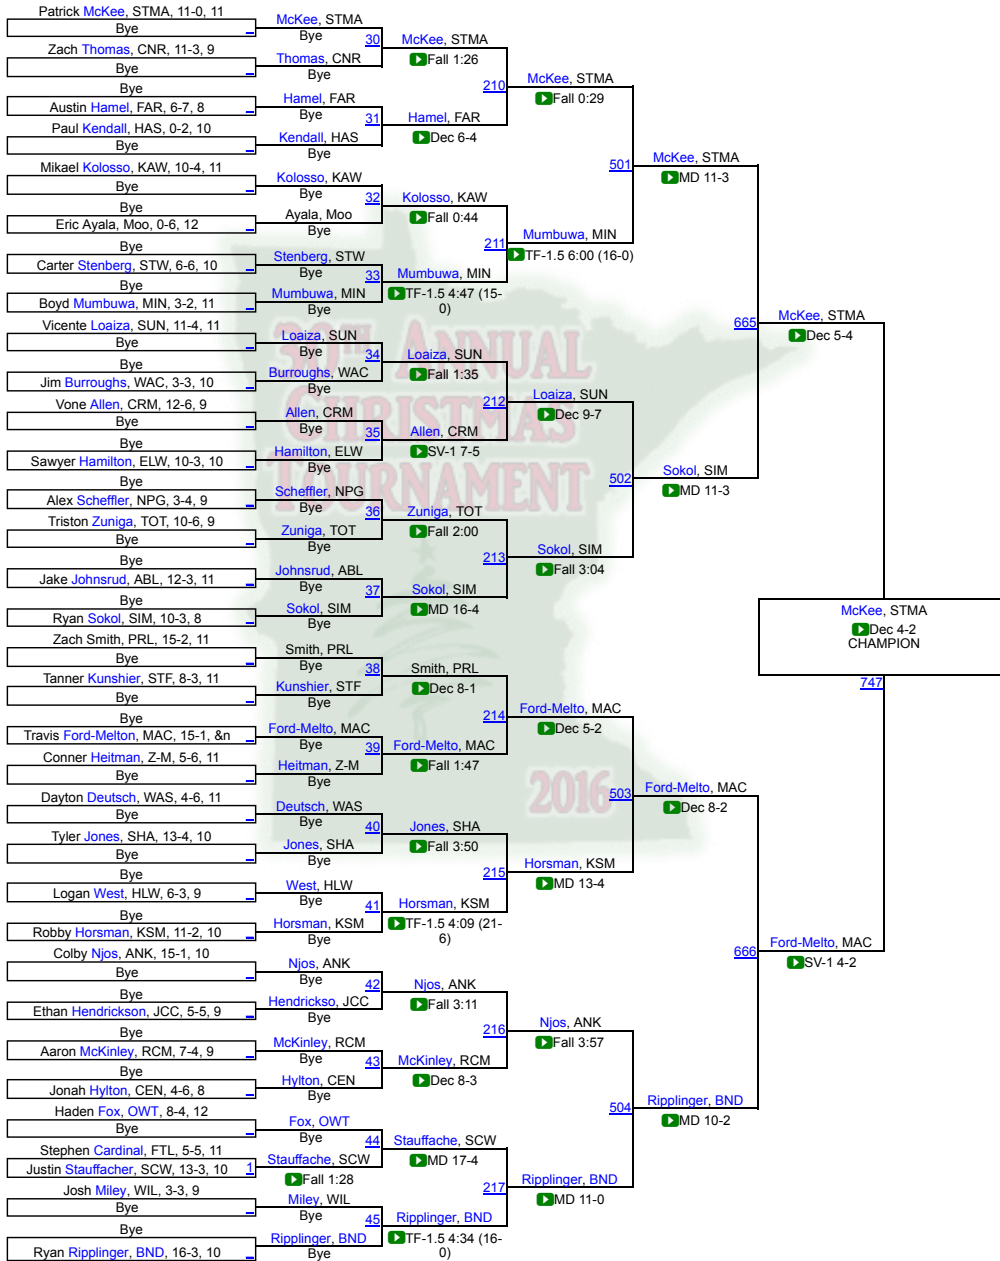 Patrick McKee, STMA, 11-0, 11
Bye
Zach Thomas, CNR, 11-3, 9
Bye
Bye
Austin Hamel, FAR, 6-7, 8
Paul Kendall, HAS, 0-2, 10
Bye
Mikael Kolosso, KAW, 10-4, 11
Bye
Bye
Eric Ayala, Moo, 0-6, 12
Bye
Carter Stenberg, STW, 6-6, 10
Bye
Boyd Mumbuwa, MIN, 3-2, 11
Vicente Loaiza, SUN, 11-4, 11
Bye
Bye
Jim Burroughs, WAC, 3-3, 10
Vone Allen, CRM, 12-6, 9
Bye
Bye
Sawyer Hamilton, ELW, 10-3, 10
Bye
Alex Scheffler, NPG, 3-4, 9
Triston Zuniga, TOT, 10-6, 9
Bye
Bye
Jake Johnsrud, ABL, 12-3, 11
Bye
Ryan Sokol, SIM, 10-3, 8
Zach Smith, PRL, 15-2, 11
Bye
Tanner Kunshier, STF, 8-3, 11
Bye
Bye
Travis Ford-Melton, MAC, 15-1, &n
Conner Heitman, Z-M, 5-6, 11
Bye
Dayton Deutsch, WAS, 4-6, 11
Bye
Tyler Jones, SHA, 13-4, 10
Bye
Bye
Logan West, HLW, 6-3, 9
Bye
Robby Horsman, KSM, 11-2, 10
Colby Njos, ANK, 15-1, 10
Bye
Bye
Ethan Hendrickson, JCC, 5-5, 9
Bye
Aaron McKinley, RCM, 7-4, 9
Bye
Jonah Hylton, CEN, 4-6, 8
Haden Fox, OWT, 8-4, 12
Bye
Stephen Cardinal, FTL, 5-5, 11
Justin Stauffacher, SCW, 13-3, 10 1
Josh Miley, WIL, 3-3, 9
Bye
Bye
Ryan Ripplinger, BND, 16-3, 10
McKee, STMA
Bye
30
Thomas, CNR
Bye
Hamel, FAR
Bye
31
Kendall, HAS
Bye
Kolosso, KAW
Bye
32
Ayala, Moo
Bye
Stenberg, STW
Bye
33
Mumbuwa, MIN
Bye
Loaiza, SUN
Bye
34
Burroughs, WAC
Bye
Allen, CRM
Bye
35
Hamilton, ELW
Bye
Scheffler, NPG
Bye
36
Zuniga, TOT
Bye
Johnsrud, ABL
Bye
37
Sokol, SIM
Bye
Smith, PRL
Bye
38
Kunshier, STF
Bye
Ford-Melto, MAC
Bye
39
Heitman, Z-M
Bye
Deutsch, WAS
Bye
40
Jones, SHA
Bye
West, HLW
Bye
41
Horsman, KSM
Bye
Njos, ANK
Bye
42
Hendrickso, JCC
Bye
McKinley, RCM
Bye
43
Hylton, CEN
Bye
Fox, OWT
Bye
44
Stauffache, SCW
Fall 1:28
Miley, WIL
Bye
45
Ripplinger, BND
Bye
McKee, STMA
Fall 1:26
210
Hamel, FAR
Dec 6-4
Kolosso, KAW
Fall 0:44
211
Mumbuwa, MIN
TF-1.5 4:47 (15-
0)
Loaiza, SUN
Fall 1:35
212
Allen, CRM
SV-1 7-5
Zuniga, TOT
Fall 2:00
213
Sokol, SIM
MD 16-4
Smith, PRL
Dec 8-1
214
Ford-Melto, MAC
Fall 1:47
Jones, SHA
Fall 3:50
215
Horsman, KSM
TF-1.5 4:09 (21-
6)
Njos, ANK
Fall 3:11
216
McKinley, RCM
Dec 8-3
Stauffache, SCW
MD 17-4
217
Ripplinger, BND
TF-1.5 4:34 (16-
0)
McKee, STMA
Fall 0:29
501
Mumbuwa, MIN
TF-1.5 6:00 (16-0)
Loaiza, SUN
Dec 9-7
502
Sokol, SIM
Fall 3:04
Ford-Melto, MAC
Dec 5-2
503
Horsman, KSM
MD 13-4
Njos, ANK
Fall 3:57
504
Ripplinger, BND
MD 11-0
McKee, STMA
MD 11-3
665
Sokol, SIM
MD 11-3
Ford-Melto, MAC
Dec 8-2
666
Ripplinger, BND
MD 10-2
McKee, STMA
Dec 5-4
Ford-Melto, MAC
SV-1 4-2
McKee, STMA
Dec 4-2
CHAMPION
747
30TH ANNUAL
CHRISTMAS
TOURNAMENT
2016